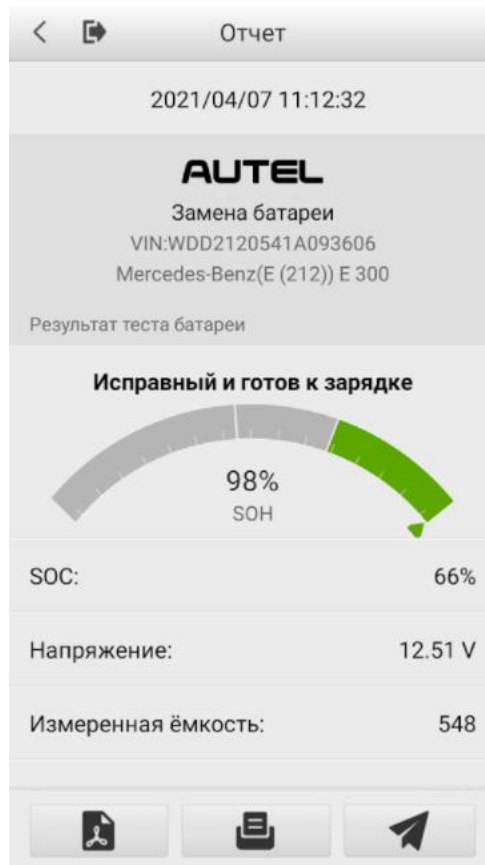 Отчет
2021/04/07 11:12:32
AUTEL
Замена батареи
VIN:WDD2120541A093606
Mercedes-Benz(E (212)) E 300
Результат теста батареи
Исправный и готов к зарядке
98%
SOH
SOC: 66%
Напряжение: 12.51 V
Измеренная ёмкость: 548